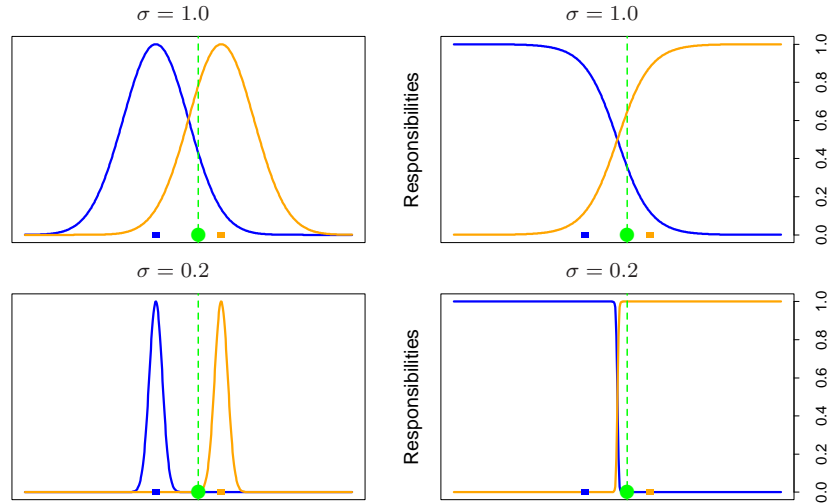 σ = 1.0
σ = 1.0
Responsibilities
0.0 0.2 0.4 0.6 0.8 1.0
σ = 0.2
σ = 0.2
Responsibilities
0.0 0.2 0.4 0.6 0.8 1.0